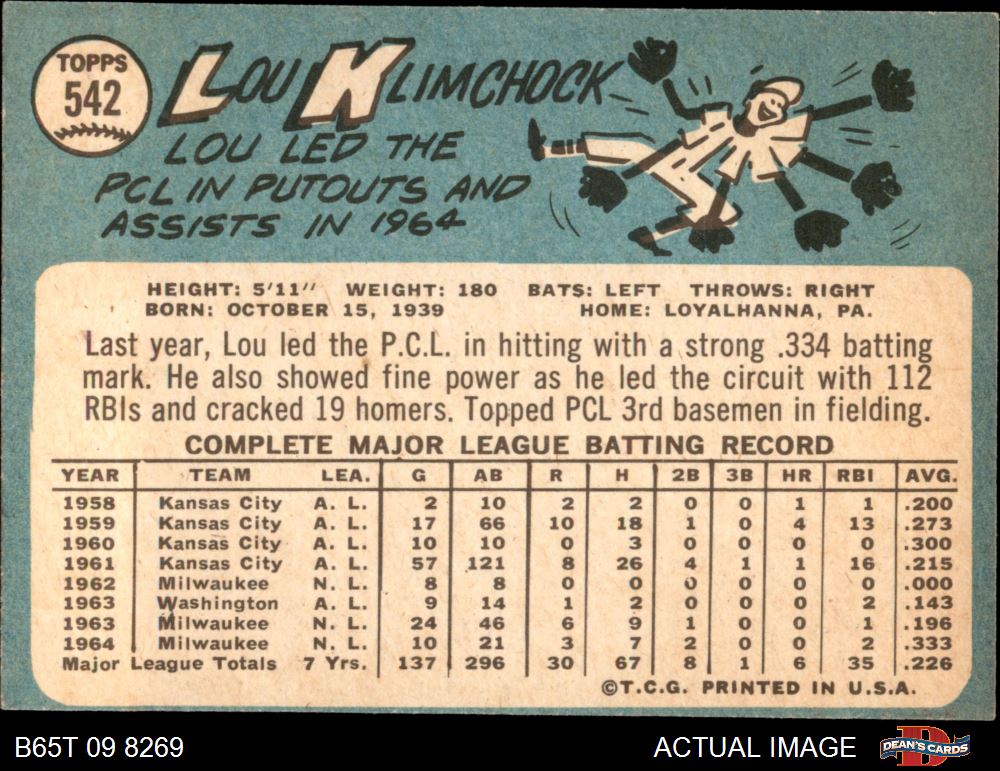 TOPPS
542
LOU KLIMCHOCK
LOU LED THE
PCL IN PUTOUTS AND
ASSISTS IN 1964
HEIGHT: 5'11" WEIGHT: 180 BATS: LEFT THROWS: RIGHT
BORN: OCTOBER 15, 1939 HOME: LOYALHANNA, PA.
Last year, Lou led the P.C.L. in hitting with a strong .334 batting
mark. He also showed fine power as he led the circuit with 112
RBIs and cracked 19 homers. Topped PCL 3rd basemen in fielding.
COMPLETE MAJOR LEAGUE BATTING RECORD
YEAR TEAM LEA. G AB R H 2B 3B HR RBI AVG.
1958 Kansas City A. L. 2 10 2 2 0 0 1 1 .200
1959 Kansas City A. L. 17 66 10 18 1 0 4 13 .273
1960 Kansas City A. L. 10 10 0 3 0 0 0 0 .300
1961 Kansas City A. L. 57 121 8 26 4 1 1 16 .215
1962 Milwaukee N. L. 8 8 0 0 0 0 0 0 .000
1963 Washington A. L. 9 14 1 2 0 0 0 2 .143
1963 Milwaukee N. L. 24 46 6 9 1 0 0 1 .196
1964 Milwaukee N. L. 10 21 3 7 2 0 0 2 .333
Major League Totals 7 Yrs. 137 296 30 67 8 1 6 35 .226
©T.C.G. PRINTED IN U.S.A.
B65T 09 8269 ACTUAL IMAGE DEAN'S CARDS